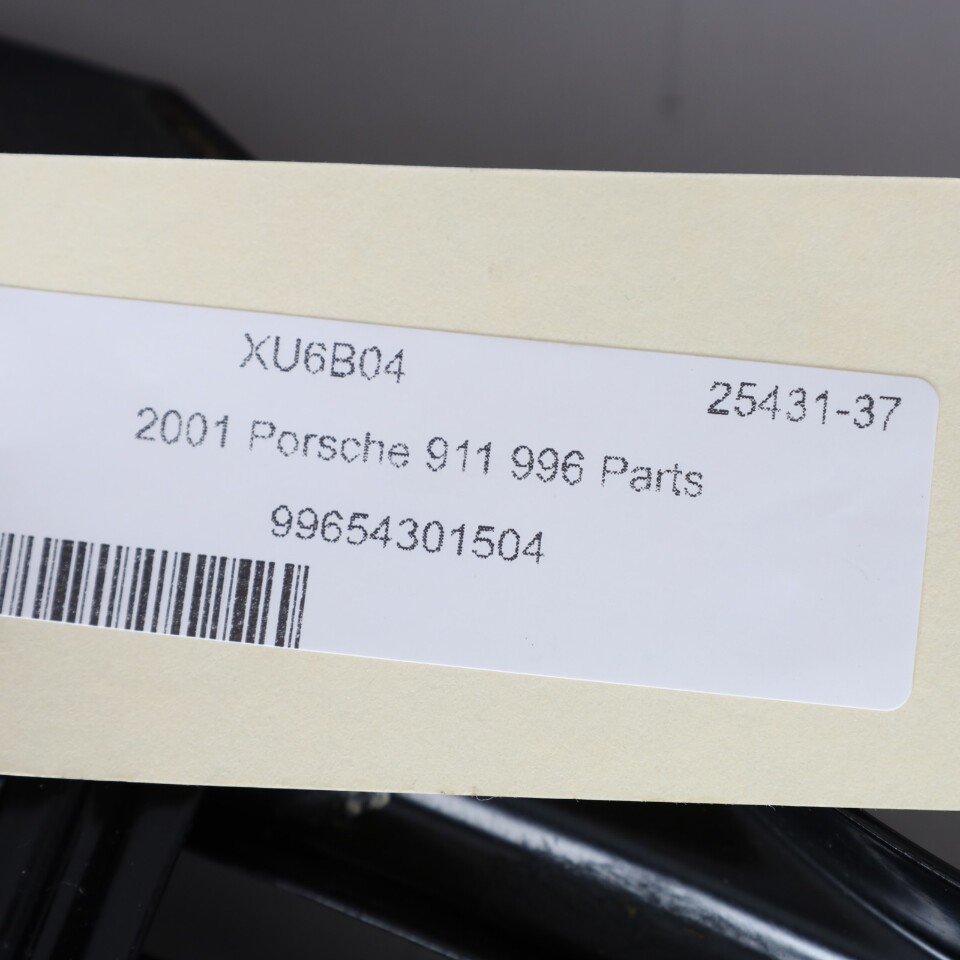 XU6B04
25431-37
2001 Porsche 911 996 Parts
99654301504